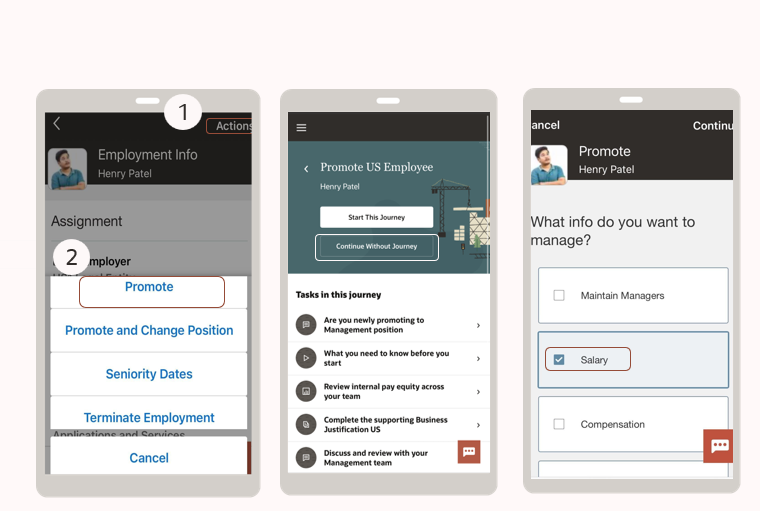 1
Actions
Employment Info
Henry Patel
Assignment
2
mployer
Promote
Promote and Change Position
Seniority Dates
Terminate Employment
Applications and Services
Cancel
Promote US Employee
Henry Patel
Start This Journey
Continue Without Journey
Tasks in this journey
Are you newly promoting to
Management position
What you need to know before you
start
Review internal pay equity across
your team
Complete the supporting Business
Justification US
Discuss and review with your
Management team
ancel
Continu
Promote
Henry Patel
What info do you want to
manage?
Maintain Managers
Salary
Compensation